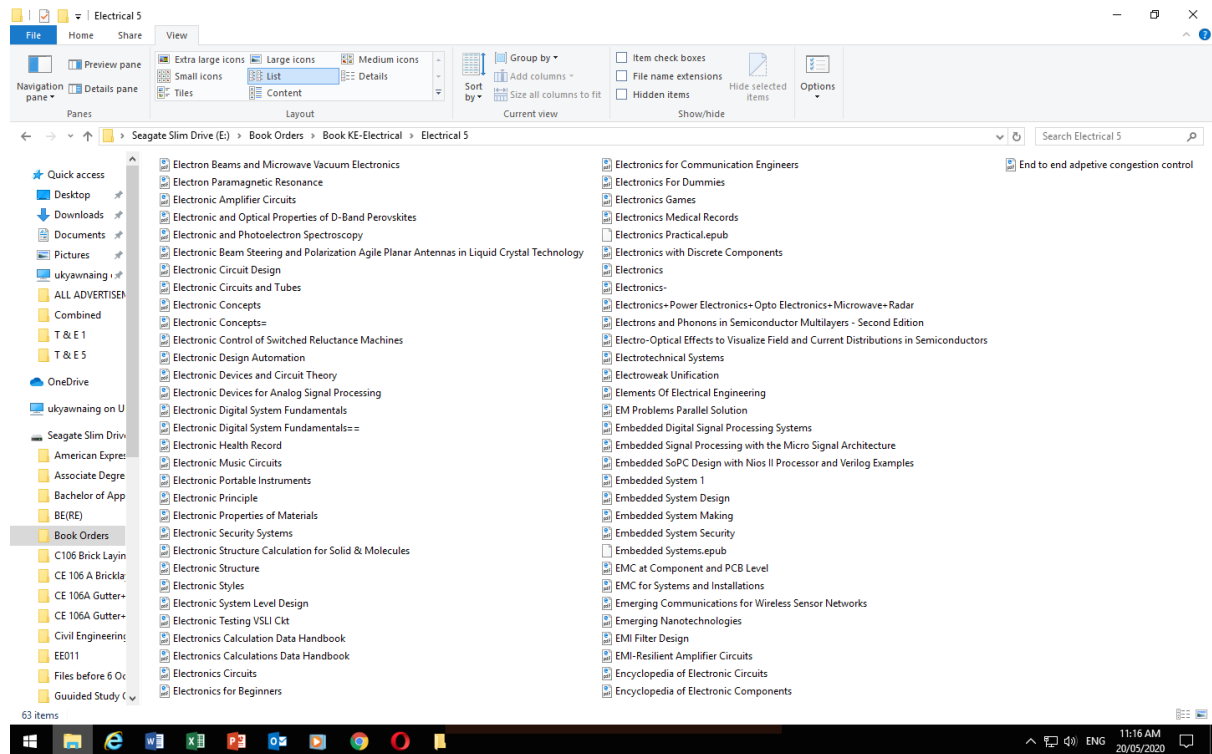 Electrical 5
File Home Share View
Preview pane
Navigation pane
Details pane
Panes
Extra large icons Large icons Medium icons
Small icons List Details
Tiles Content
Layout
Sort by
Group by
Add columns
Size all columns to fit
Current view
Item check boxes
File name extensions
Hidden items
Hide selected items
Show/hide
Options
Seagate Slim Drive (E:) > Book Orders > Book KE-Electrical > Electrical 5
Search Electrical 5
Quick access
Desktop
Downloads
Documents
Pictures
ukyawnaing
ALL ADVERTISEM
Combined
T & E 1
T & E 5
OneDrive
ukyawnaing on U
Seagate Slim Driv
American Expres
Associate Degre
Bachelor of App
BE(RE)
Book Orders
C106 Brick Layin
CE 106 A Brickla
CE 106A Gutter+
CE 106A Gutter+
Civil Engineering
EE011
Files before 6 Oc
Guuided Study (
Electron Beams and Microwave Vacuum Electronics
Electron Paramagnetic Resonance
Electronic Amplifier Circuits
Electronic and Optical Properties of D-Band Perovskites
Electronic and Photoelectron Spectroscopy
Electronic Beam Steering and Polarization Agile Planar Antennas in Liquid Crystal Technology
Electronic Circuit Design
Electronic Circuits and Tubes
Electronic Concepts
Electronic Concepts=
Electronic Control of Switched Reluctance Machines
Electronic Design Automation
Electronic Devices and Circuit Theory
Electronic Devices for Analog Signal Processing
Electronic Digital System Fundamentals
Electronic Digital System Fundamentals==
Electronic Health Record
Electronic Music Circuits
Electronic Portable Instruments
Electronic Principle
Electronic Properties of Materials
Electronic Security Systems
Electronic Structure Calculation for Solid & Molecules
Electronic Structure
Electronic Styles
Electronic System Level Design
Electronic Testing VSLI Ckt
Electronics Calculation Data Handbook
Electronics Calculations Data Handbook
Electronics Circuits
Electronics for Beginners
Electronics for Communication Engineers
Electronics For Dummies
Electronics Games
Electronics Medical Records
Electronics Practical.epub
Electronics with Discrete Components
Electronics
Electronics-
Electronics+Power Electronics+Opto Electronics+Microwave+Radar
Electrons and Phonons in Semiconductor Multilayers - Second Edition
Electro-Optical Effects to Visualize Field and Current Distributions in Semiconductors
Electrotechnical Systems
Electroweak Unification
Elements Of Electrical Engineering
EM Problems Parallel Solution
Embedded Digital Signal Processing Systems
Embedded Signal Processing with the Micro Signal Architecture
Embedded SoPC Design with Nios II Processor and Verilog Examples
Embedded System 1
Embedded System Design
Embedded System Making
Embedded System Security
Embedded Systems.epub
EMC at Component and PCB Level
EMC for Systems and Installations
Emerging Communications for Wireless Sensor Networks
Emerging Nanotechnologies
EMI Filter Design
EMI-Resilient Amplifier Circuits
Encyclopedia of Electronic Circuits
Encyclopedia of Electronic Components
End to end adpetive congestion control
63 items
ENG
11:16 AM
20/05/2020